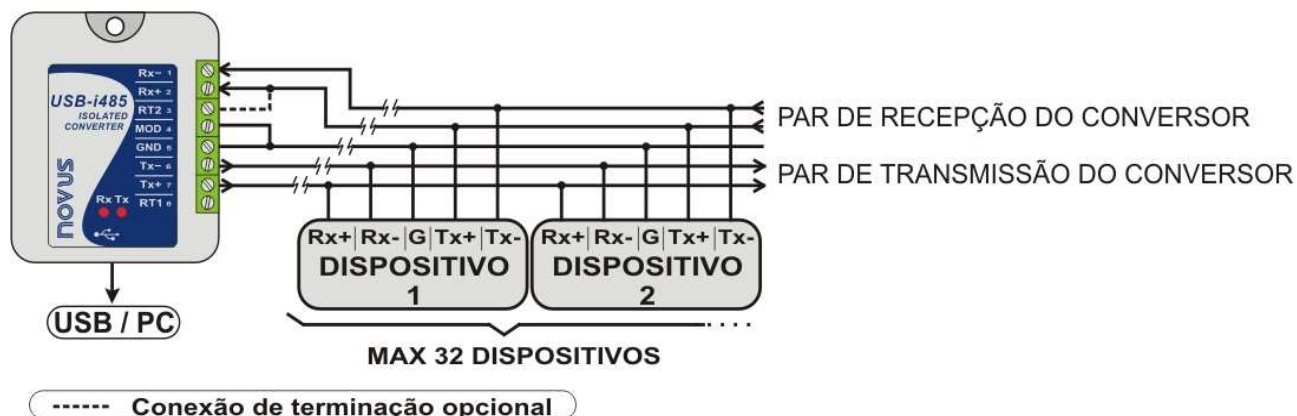 Rx- 1
Rx+ 2
USB-i485
ISOLATED
CONVERTER
RT2 3
MOD 4
GND 5
Tx- 6
Tx+ 7
RT1 8
novus
Rx Tx
USB / PC
PAR DE RECEPÇÃO DO CONVERSOR
PAR DE TRANSMISSÃO DO CONVERSOR
Rx+|Rx-|G|Tx+|Tx-
DISPOSITIVO
1
Rx+|Rx-|G|Tx+|Tx-
DISPOSITIVO
2
MAX 32 DISPOSITIVOS
Conexão de terminação opcional